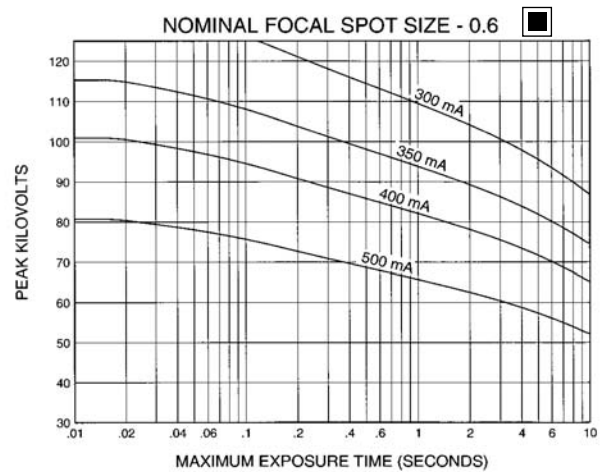 NOMINAL FOCAL SPOT SIZE - 0.6
120
110
100
90
80
70
60
50
40
30
PEAK KILOVOLTS
300 mA
350 mA
400 mA
500 mA
.01 .02 .04 .06 .1 .2 .4 .6 1 2 4 6 10
MAXIMUM EXPOSURE TIME (SECONDS)